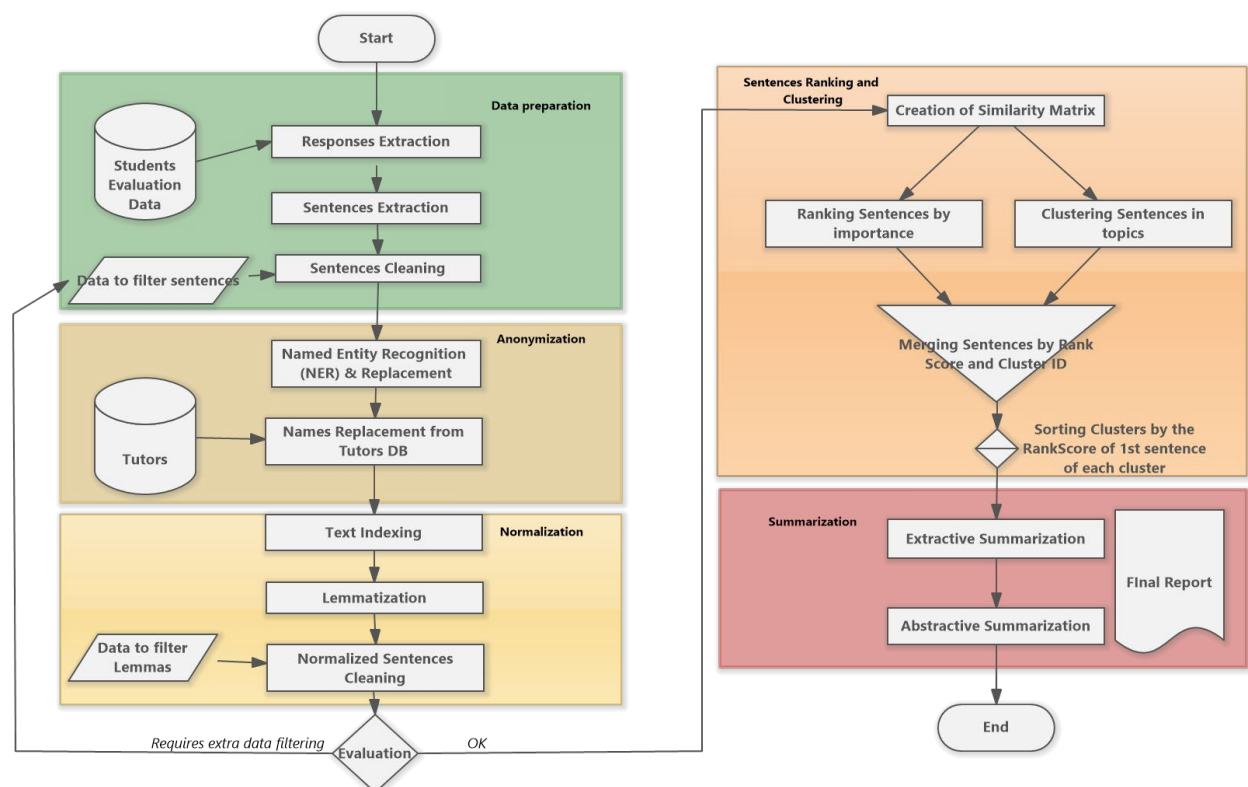 Start
Data preparation
Responses Extraction
Students
Evaluation
Data
Sentences Extraction
Sentences Cleaning
Data to filter sentences
Anonymization
Named Entity Recognition
(NER) & Replacement
Names Replacement from
Tutors DB
Tutors
Text Indexing
Normalization
Lemmatization
Data to filter
Lemmas
Normalized Sentences
Cleaning
Requires extra data filtering
Evaluation
OK
Sentences Ranking and
Clustering
Creation of Similarity Matrix
Ranking Sentences by
importance
Clustering Sentences in
topics
Merging Sentences by Rank
Score and Cluster ID
Sorting Clusters by the
RankScore of 1st sentence
of each cluster
Summarization
Extractive Summarization
FInal Report
Abstractive Summarization
End